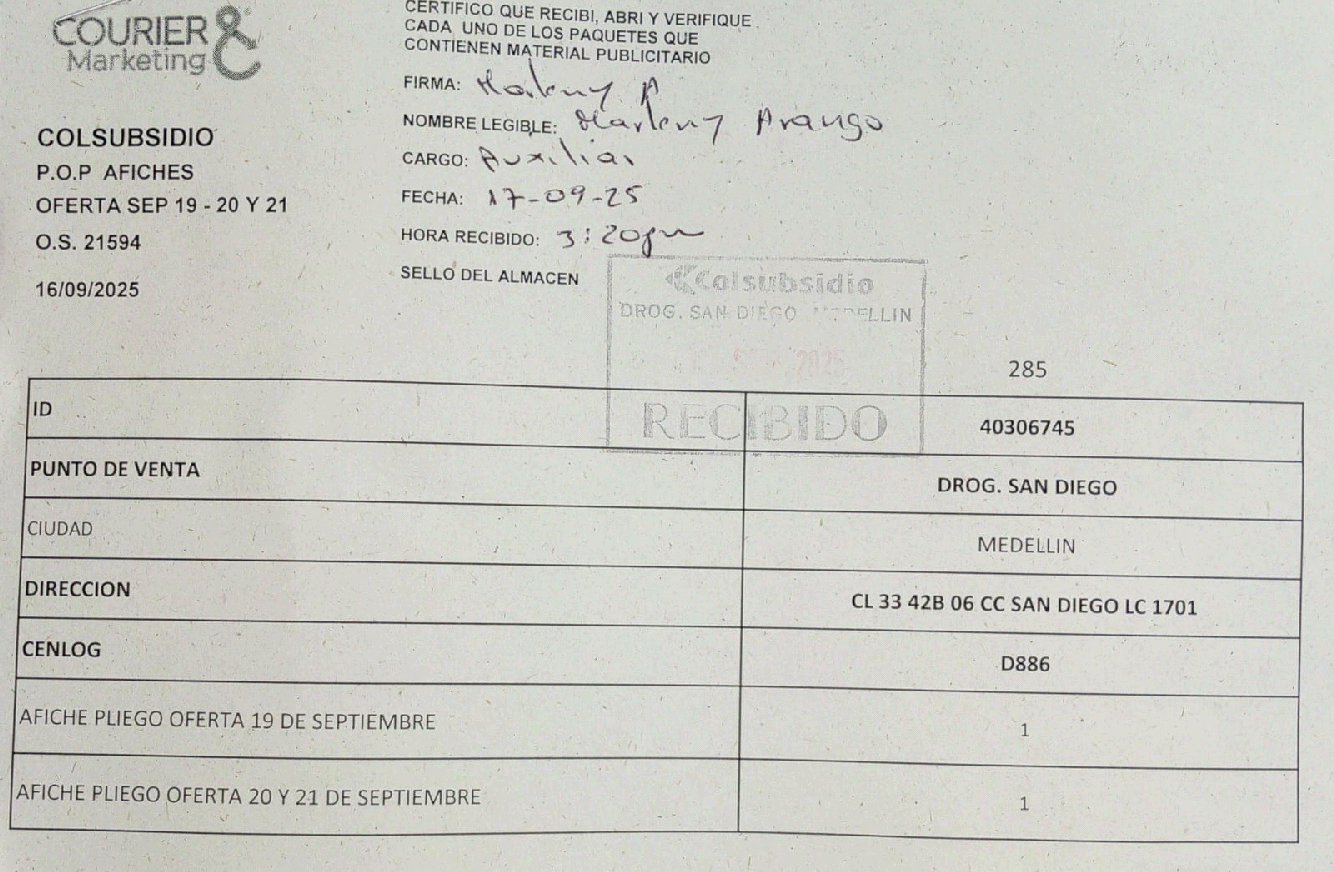 COURIER &
Marketing
COLSUBSIDIO
P.O.P AFICHES
OFERTA SEP 19 - 20 Y 21
O.S. 21594
16/09/2025
CERTIFICO QUE RECIBI, ABRI Y VERIFIQUE
CADA UNO DE LOS PAQUETES QUE
CONTIENEN MATERIAL PUBLICITARIO
FIRMA: Marleny A
NOMBRE LEGIBLE: Marleny Arango
CARGO: Auxiliar
FECHA: 17-09-25
HORA RECIBIDO: 3:20pm
SELLO DEL ALMACEN
Colsubsidio
DROG. SAN DIEGO MEDELLIN
2025
RECIBIDO
285
ID 40306745
PUNTO DE VENTA DROG. SAN DIEGO
CIUDAD MEDELLIN
DIRECCION CL 33 42B 06 CC SAN DIEGO LC 1701
CENLOG D886
AFICHE PLIEGO OFERTA 19 DE SEPTIEMBRE 1
AFICHE PLIEGO OFERTA 20 Y 21 DE SEPTIEMBRE 1